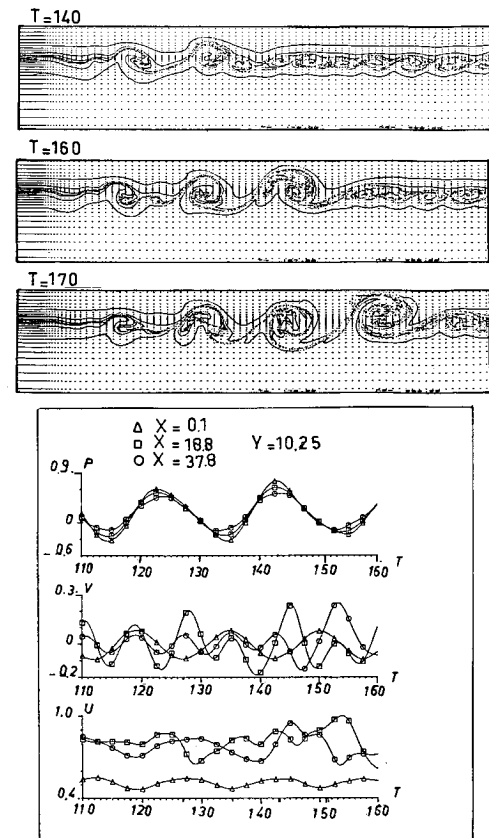 T=140
T=160
T=170
△ X = 0.1
□ X = 18.8 Y = 10.25
○ X = 37.8
0.9 P
0
-0.6
110 120 130 140 150 160 T
0.3 V
0
-0.2
110 120 130 140 150 160 T
U
1.0
0.4
110 120 130 140 150 160 T